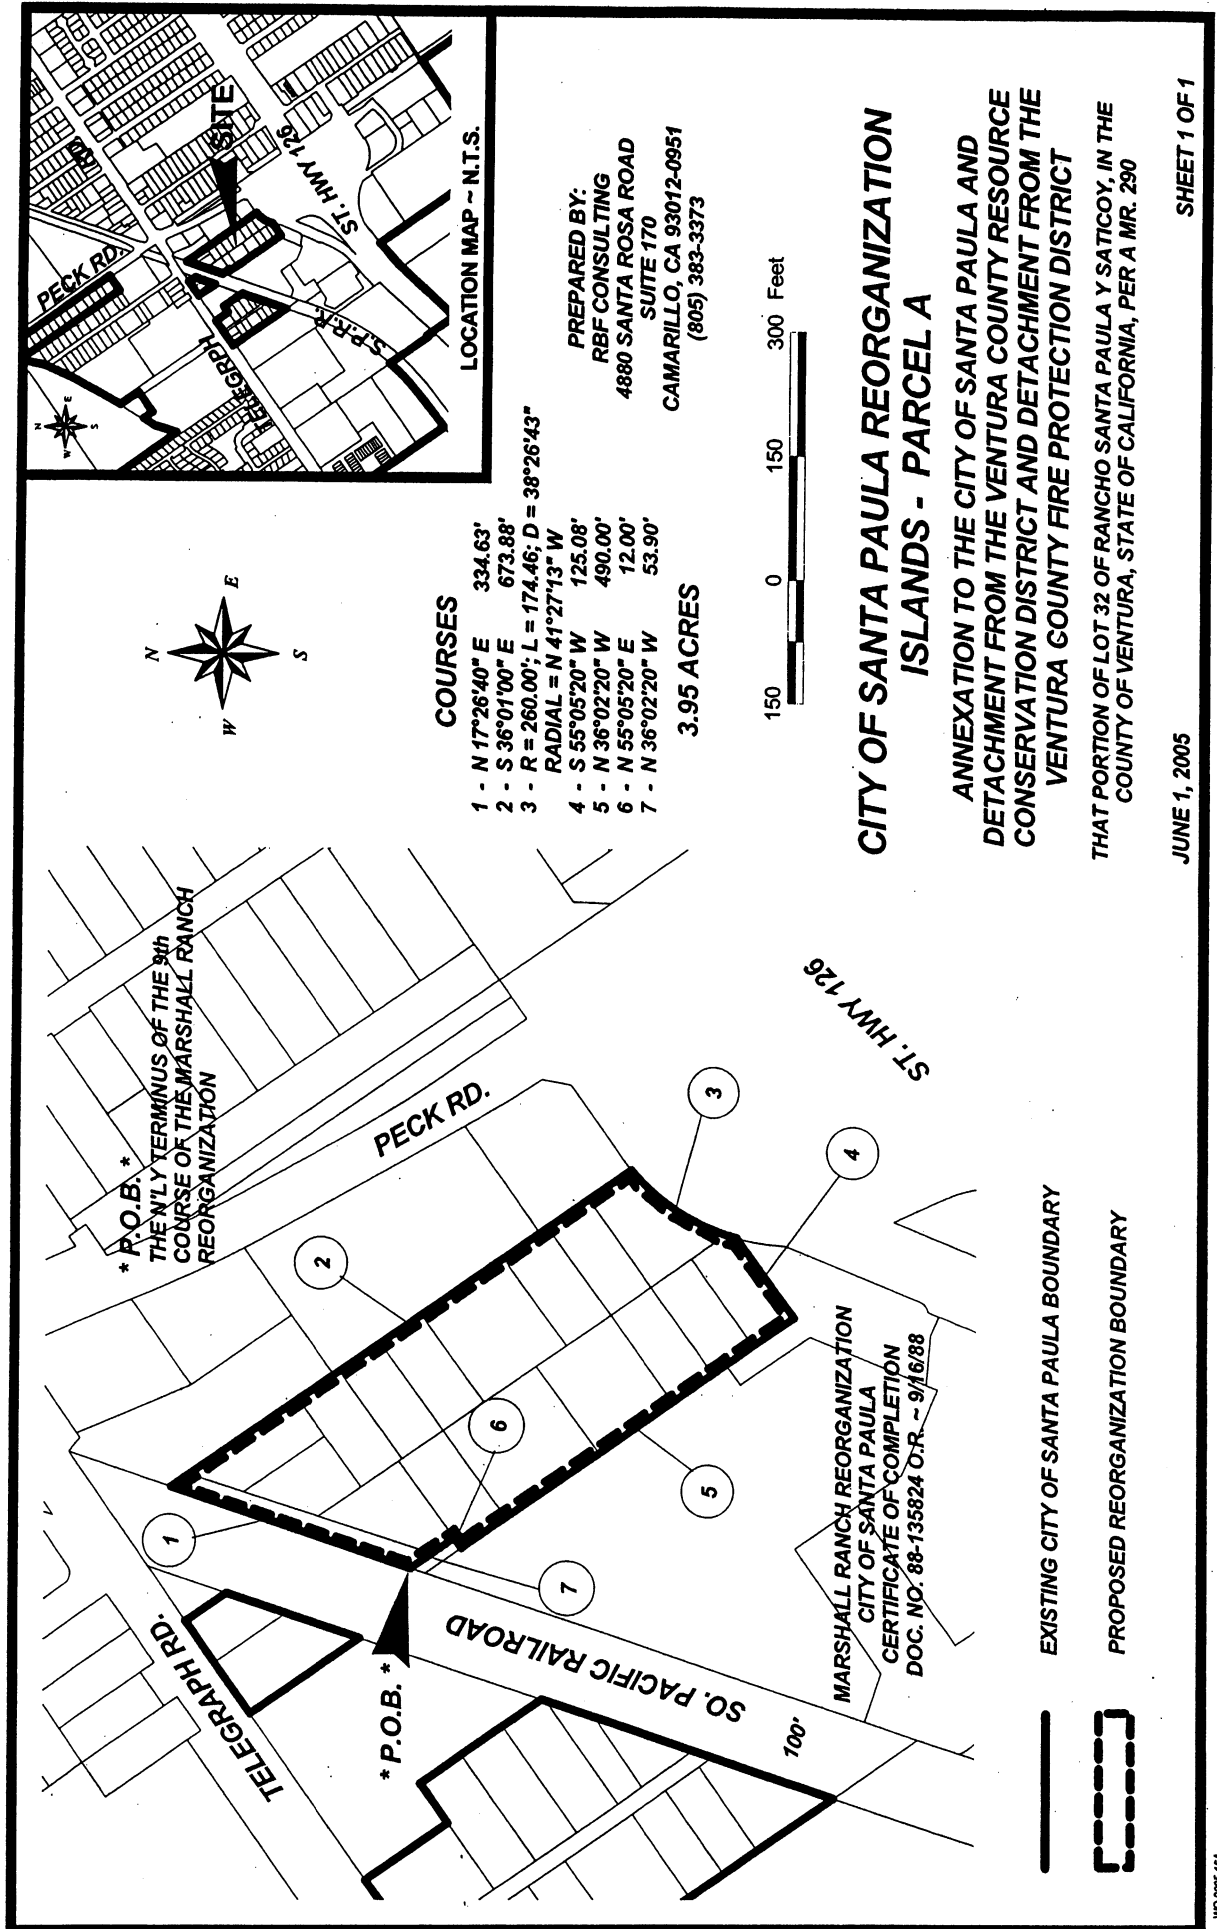 * P.O.B. *
THE N'LY TERMINUS OF THE 9th
COURSE OF THE MARSHALL RANCH
REORGANIZATION
N
E
S
W
N
E
S
W
RD.
PECK RD.
SITE
ST. HWY 126
TELEGRPH
S.P.R.R.
LOCATION MAP ~ N.T.S.
COURSES
1 - N 17°26'40" E 334.63'
2 - S 36°01'00" E 673.88'
3 - R = 260.00'; L = 174.46; D = 38°26'43"
RADIAL = N 41°27'13" W
4 - S 55°05'20" W 125.08'
5 - N 36°02'20" W 490.00'
6 - N 55°05'20" E 12.00'
7 - N 36°02'20" W 53.90'
3.95 ACRES
PREPARED BY:
RBF CONSULTING
4880 SANTA ROSA ROAD
SUITE 170
CAMARILLO, CA 93012-0951
(805) 383-3373
150 0 150 300 Feet
TELEGRAPH RD.
PECK RD.
ST. HWY 126
* P.O.B. *
SO. PACIFIC RAILROAD
100'
1
2
3
4
5
6
7
MARSHALL RANCH REORGANIZATION
CITY OF SANTA PAULA
CERTIFICATE OF COMPLETION
DOC. NO. 88-135824 O.R. ~ 9/16/88
EXISTING CITY OF SANTA PAULA BOUNDARY
PROPOSED REORGANIZATION BOUNDARY
CITY OF SANTA PAULA REORGANIZATION
ISLANDS - PARCEL A
ANNEXATION TO THE CITY OF SANTA PAULA AND
DETACHMENT FROM THE VENTURA COUNTY RESOURCE
CONSERVATION DISTRICT AND DETACHMENT FROM THE
VENTURA COUNTY FIRE PROTECTION DISTRICT
THAT PORTION OF LOT 32 OF RANCHO SANTA PAULA Y SATICOY, IN THE
COUNTY OF VENTURA, STATE OF CALIFORNIA, PER A MR. 290
JUNE 1, 2005
SHEET 1 OF 1